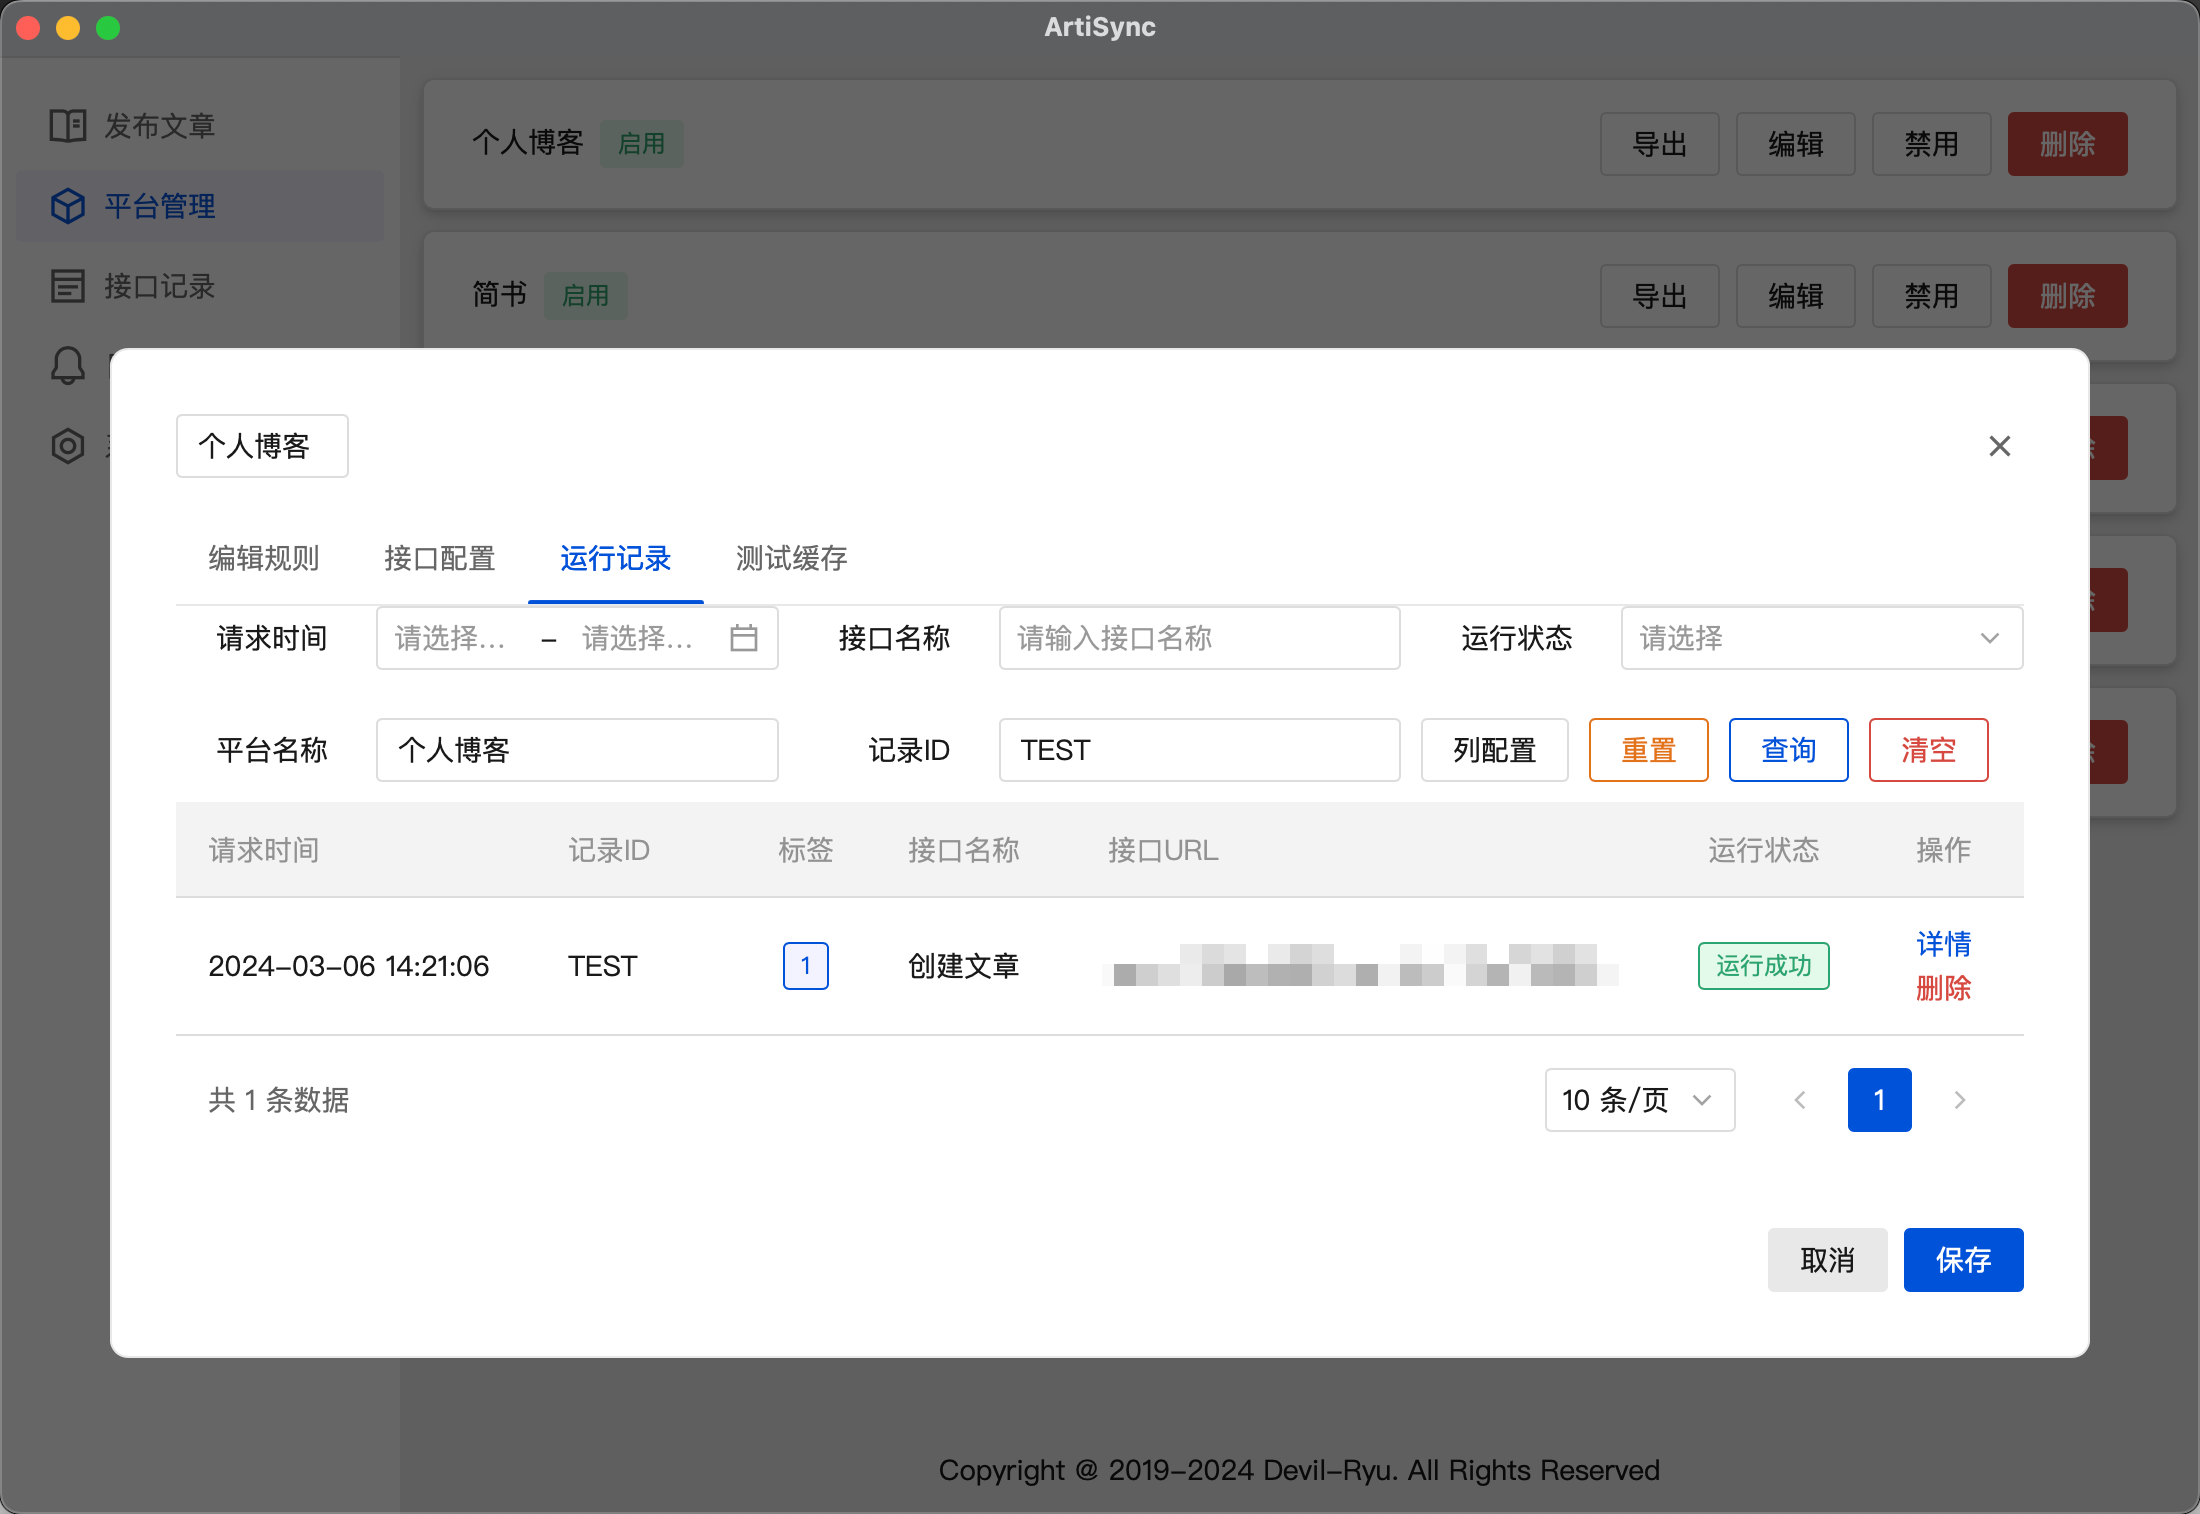 ArtiSync
发布文章
平台管理
接口记录
个人博客 启用 导出 编辑 禁用 删除
简书 启用 导出 编辑 禁用 删除
个人博客
编辑规则 接口配置 运行记录 测试缓存
请求时间 请选择... – 请选择... 接口名称 请输入接口名称 运行状态 请选择
平台名称 个人博客 记录ID TEST 列配置 重置 查询 清空
请求时间 记录ID 标签 接口名称 接口URL 运行状态 操作
2024-03-06 14:21:06 TEST 1 创建文章 运行成功 详情
删除
共 1 条数据 10 条/页 1
取消 保存
Copyright @ 2019-2024 Devil-Ryu. All Rights Reserved